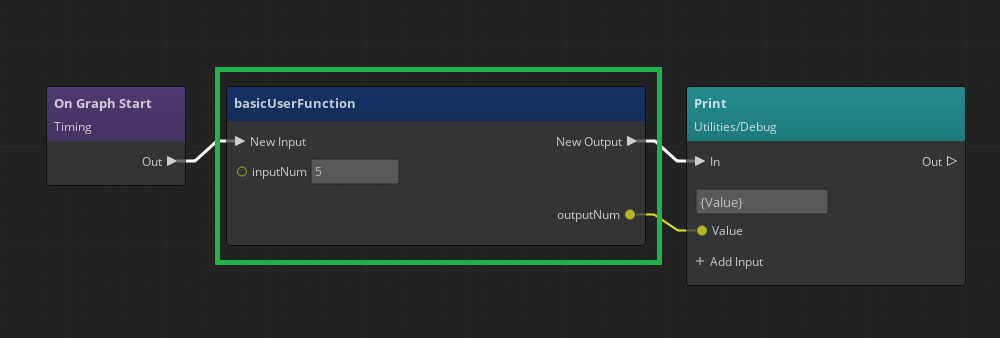 On Graph Start
Timing
Out
basicUserFunction
New Input
New Output
inputNum
5
outputNum
Print
Utilities/Debug
In
Out
{Value}
Value
+ Add Input